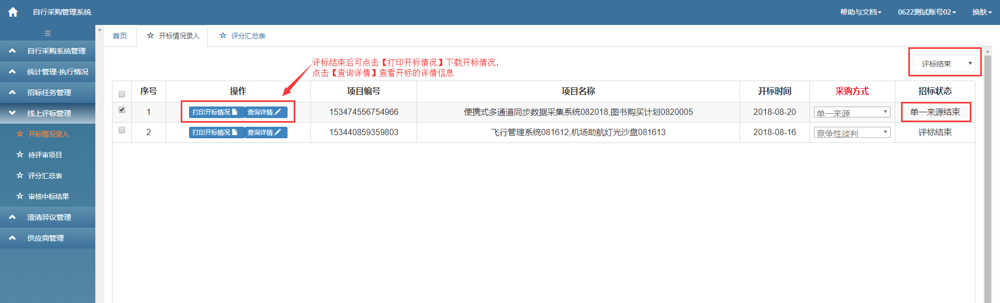 自行采购管理系统
帮助与文档
0622测试账号02
换肤
自行采购系统管理
统计管理-执行情况
招标任务管理
线上评标管理
开标情况录入
待评审项目
评分汇总表
审核中标结果
澄清异议管理
供应商管理
首页
开标情况录入
评分汇总表
评标结束后可点击【打印开标情况】下载开标情况，
点击【查询详情】查看开标的详情信息
评标结束
序号 操作 项目编号 项目名称 开标时间 采购方式 招标状态
1 打印开标情况 查询详情 153474556754966 便携式多通道同步数据采集系统082018,图书购买计划0820005 2018-08-20 单一来源 单一来源结束
2 打印开标情况 查询详情 153440859359803 飞行管理系统081612,机场助航灯光沙盘081613 2018-08-16 竞争性谈判 评标结束